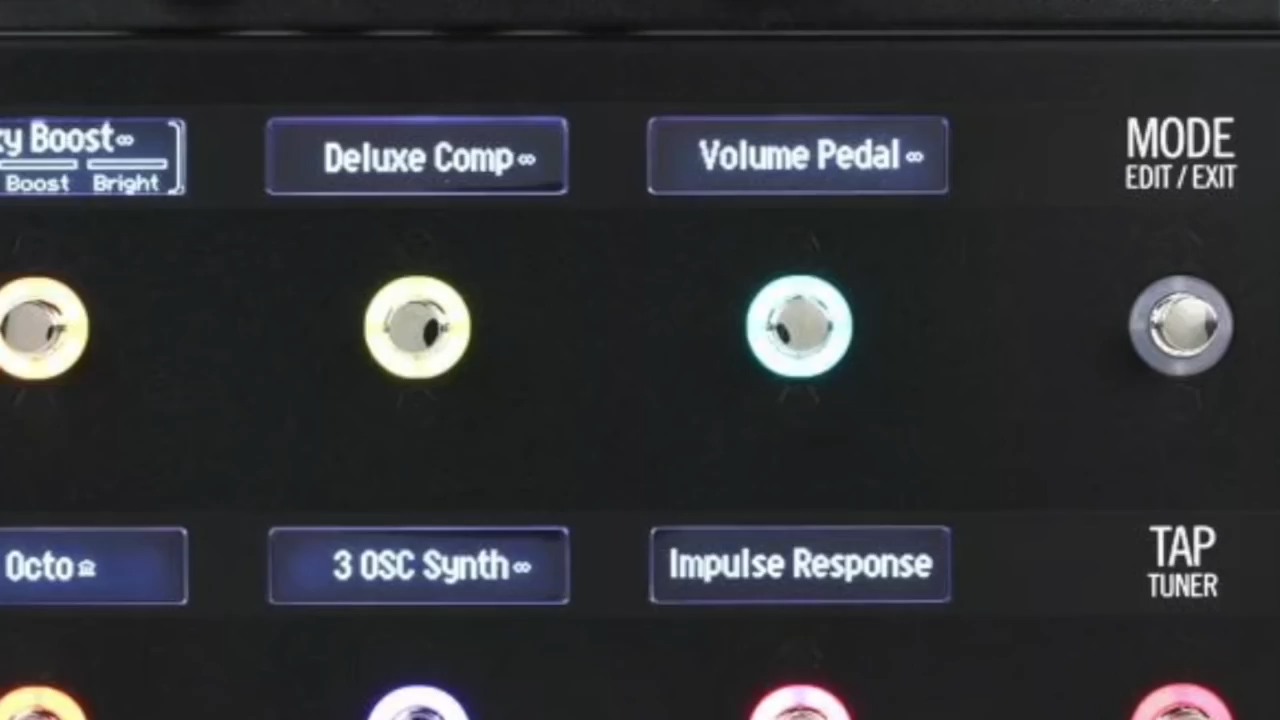 Boost∞
Boost Bright
Deluxe Comp∞
Volume Pedal∞
MODE
EDIT / EXIT
Octo
3 OSC Synth∞
Impulse Response
TAP
TUNER